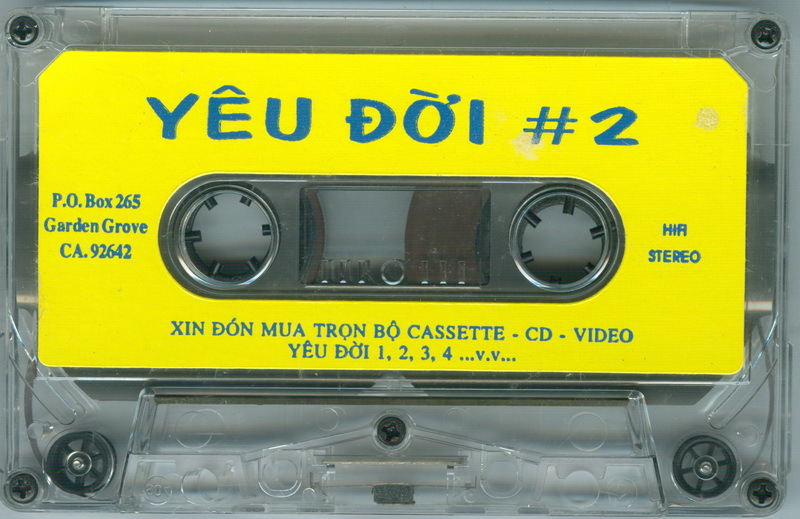 YÊU ĐỜI #2
P.O. Box 265
Garden Grove
CA. 92642
HIFI
STEREO
XIN ĐÓN MUA TRỌN BỘ CASSETTE - CD - VIDEO
YÊU ĐỜI 1, 2, 3, 4 ...v.v...